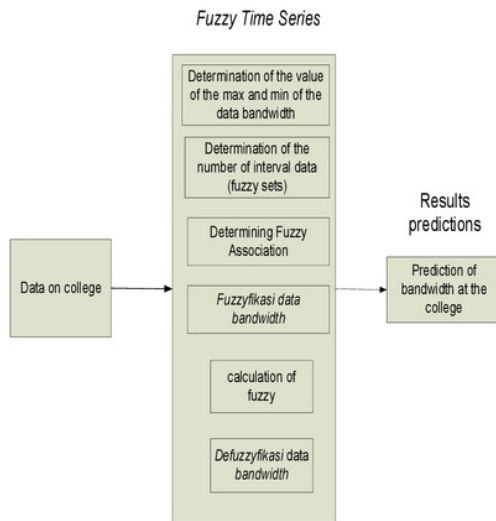 Fuzzy Time Series
Determination of the value
of the max and min of the
data bandwidth
Determination of the
number of interval data
(fuzzy sets)
Determining Fuzzy
Association
Fuzzyfikasi data
bandwidth
calculation of
fuzzy
Defuzzyfikasi data
bandwidth
Data on college
Results
predictions
Prediction of
bandwidth at the
college